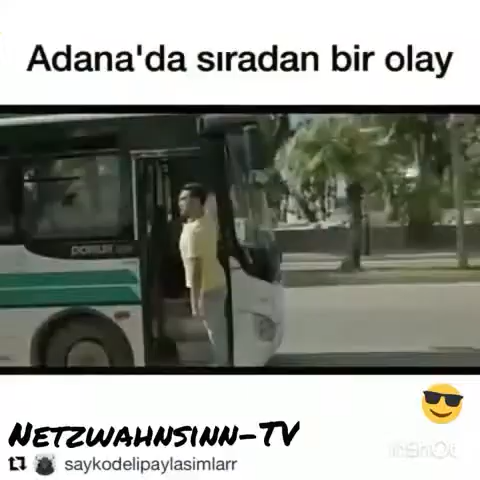 Adana'da sıradan bir olay
NETZWAHNSINN-TV
saykodelipaylasimlarr